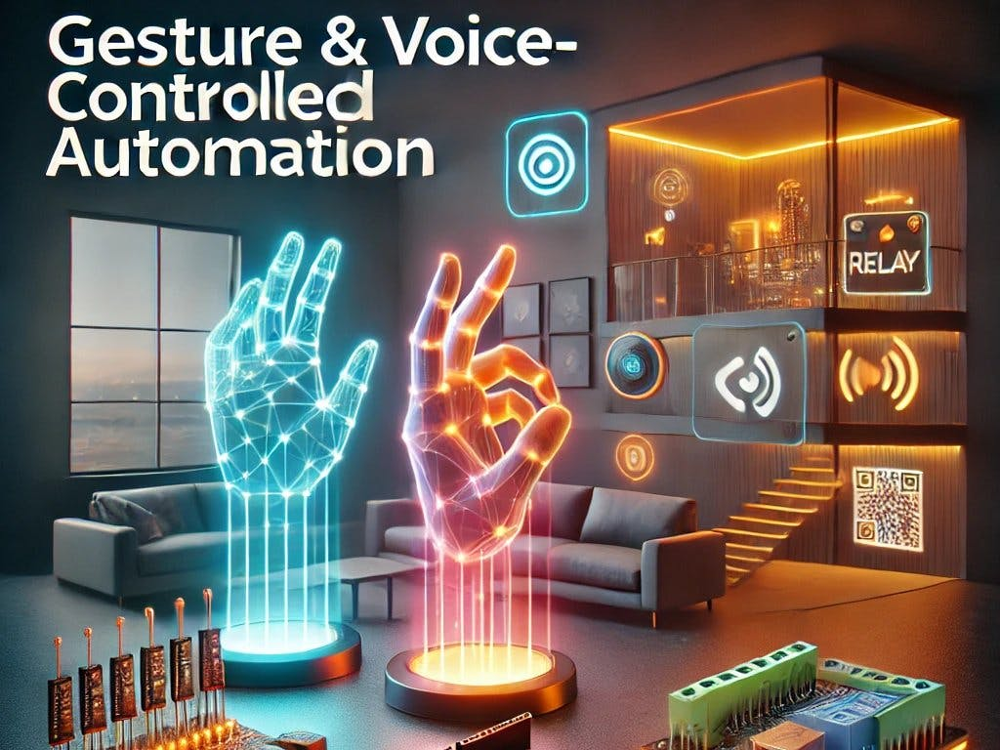 Gesture & Voice-
Controlled
Automation
RELAY